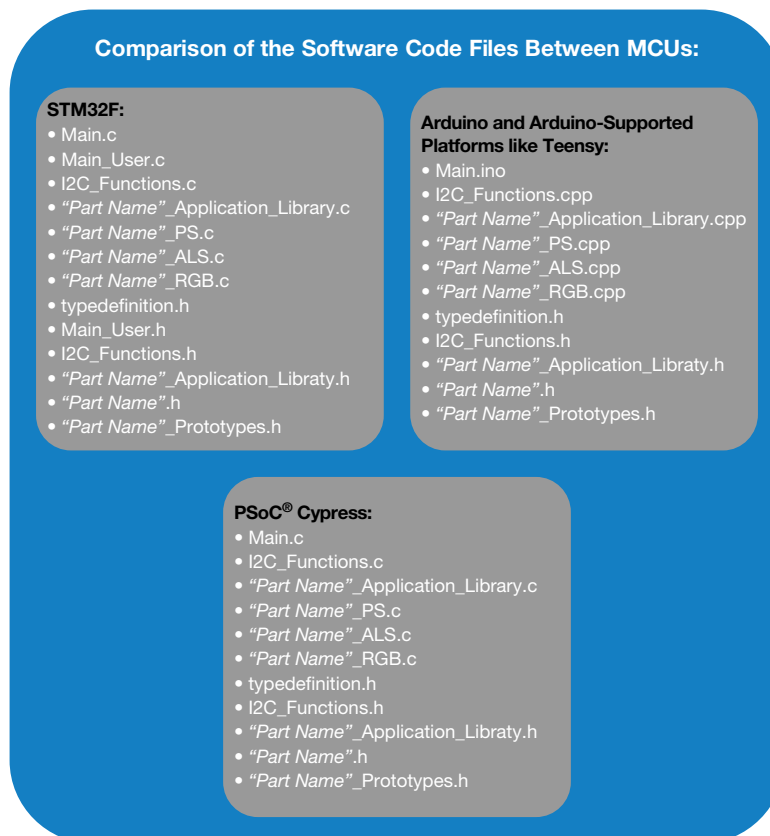 Comparison of the Software Code Files Between MCUs:
STM32F:
• Main.c
• Main_User.c
• I2C_Functions.c
• “Part Name”_Application_Library.c
• “Part Name”_PS.c
• “Part Name”_ALS.c
• “Part Name”_RGB.c
• typedefinition.h
• Main_User.h
• I2C_Functions.h
• “Part Name”_Application_Libraty.h
• “Part Name”.h
• “Part Name”_Prototypes.h
Arduino and Arduino-Supported
Platforms like Teensy:
• Main.ino
• I2C_Functions.cpp
• “Part Name”_Application_Library.cpp
• “Part Name”_PS.cpp
• “Part Name”_ALS.cpp
• “Part Name”_RGB.cpp
• typedefinition.h
• I2C_Functions.h
• “Part Name”_Application_Libraty.h
• “Part Name”.h
• “Part Name”_Prototypes.h
PSoC® Cypress:
• Main.c
• I2C_Functions.c
• “Part Name”_Application_Library.c
• “Part Name”_PS.c
• “Part Name”_ALS.c
• “Part Name”_RGB.c
• typedefinition.h
• I2C_Functions.h
• “Part Name”_Application_Libraty.h
• “Part Name”.h
• “Part Name”_Prototypes.h